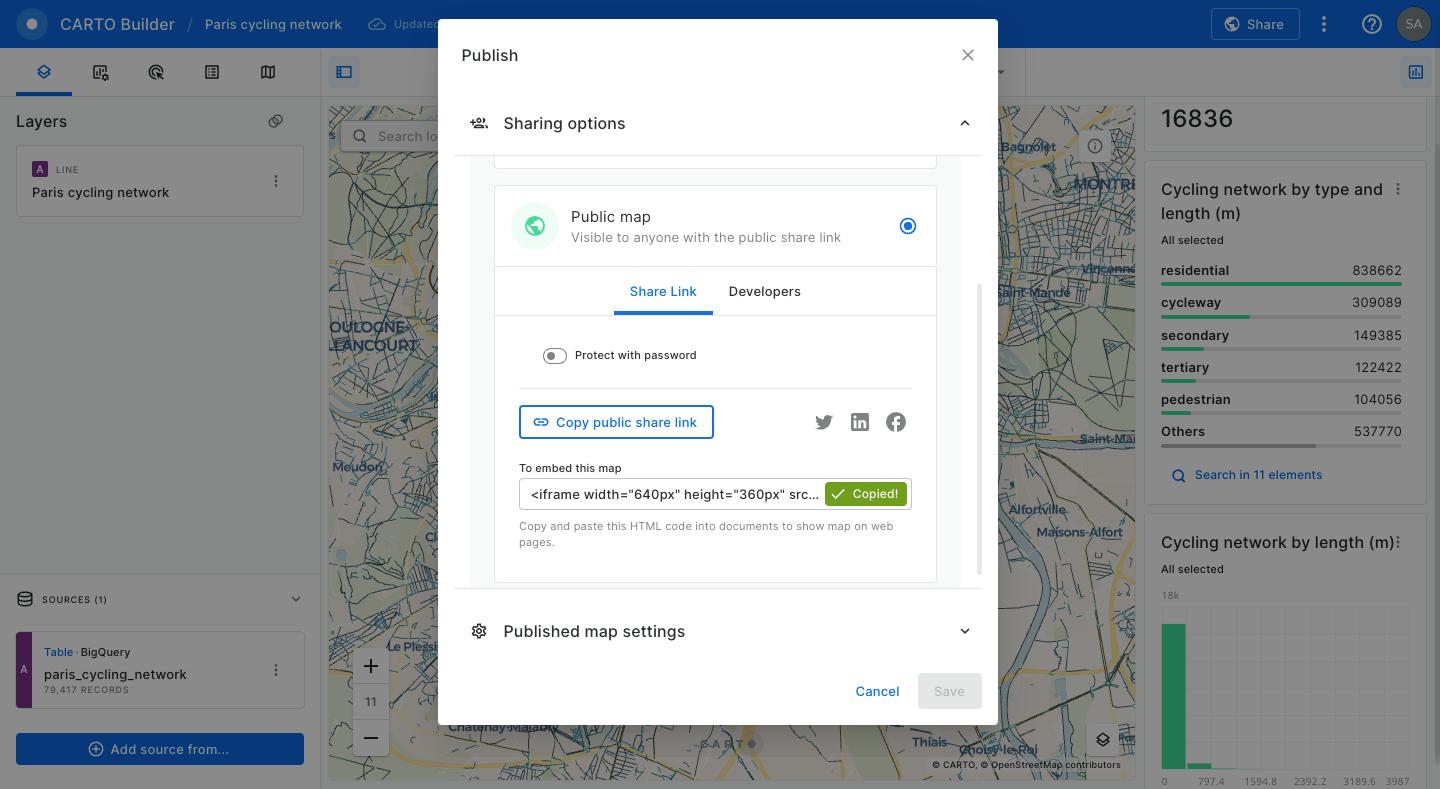 CARTO Builder / Paris cycling network
Updated
Share
SA
Layers
A LINE
Paris cycling network
SOURCES (1)
A
Table · BigQuery
paris_cycling_network
79,417 RECORDS
Add source from...
Search lo
Publish
Sharing options
Public map
Visible to anyone with the public share link
Share Link
Developers
Protect with password
Copy public share link
To embed this map
<iframe width="640px" height="360px" src...
Copied!
Copy and paste this HTML code into documents to show map on web
pages.
Published map settings
Cancel
Save
OULOGNE-
LANCOURT
Meudon
Le Plessis
Chatenay Malabry
Bagnolet
MONTRE
Vincenne
Saint-Mandé
Saint-Mau
Alfortville
Maisons-Alfort
Thiais
Choisy-le-Roi
11
CARTO
© CARTO, © OpenStreetMap contributors
16836
Cycling network by type and
length (m)
All selected
residential 838662
cycleway 309089
secondary 149385
tertiary 122422
pedestrian 104056
Others 537770
Search in 11 elements
Cycling network by length (m)
All selected
18k
0 797.4 1594.8 2392.2 3189.6 3987